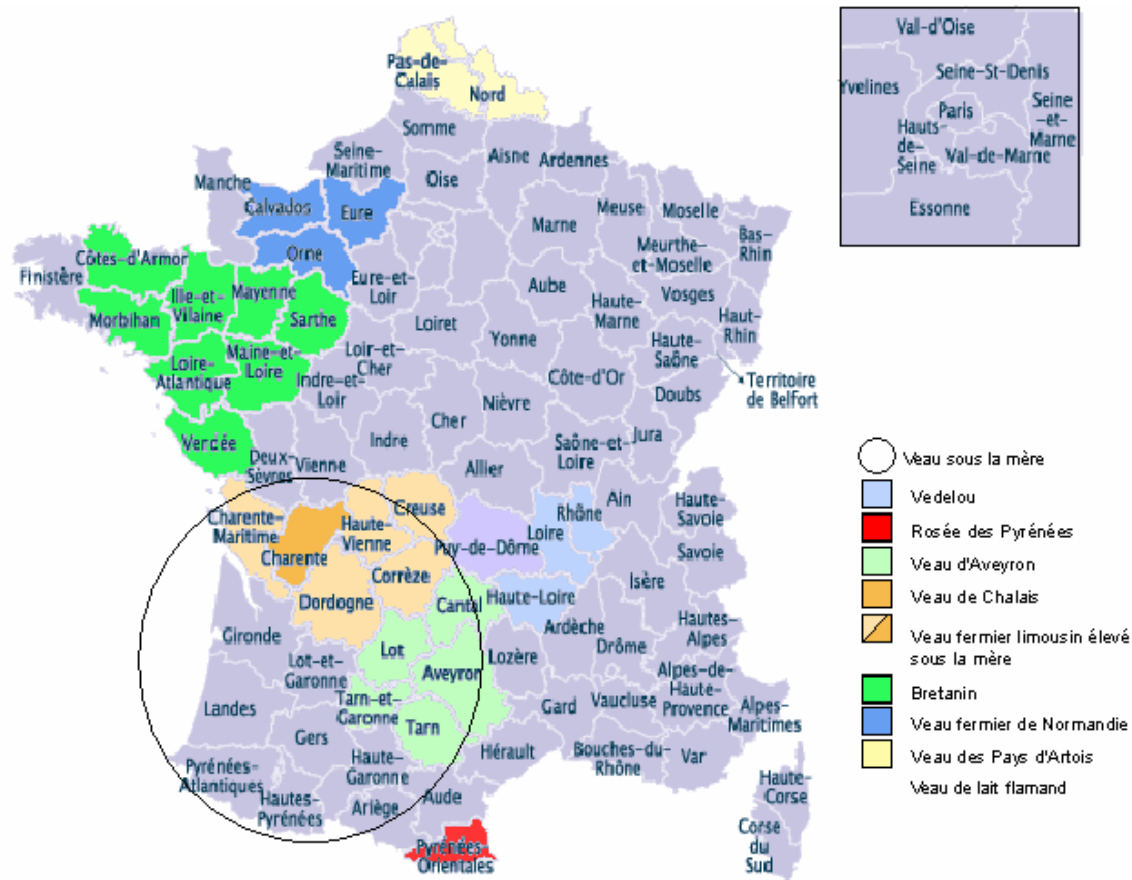 Pas-de-
Calais
Nord
Somme
Seine-
Maritime
Oise
Aisne
Ardennes
Manche
Calvados
Eure
Orne
Marne
Meuse
Moselle
Meurthe-
et-Moselle
Bas-
Rhin
Finistère
Côtes-d'Armor
Ille-et-
Vilaine
Mayenne
Morbihan
Sarthe
Eure-et-
Loir
Aube
Vosges
Haute-
Marne
Haut-
Rhin
Loiret
Yonne
Loire-
Atlantique
Maine-et-
Loire
Loir-et-
Cher
Indre-et-
Loir
Haute-
Saône
Territoire
de Belfort
Côte-d'Or
Doubs
Nièvre
Cher
Vendée
Indre
Deux-
Sèvres
Vienne
Allier
Saône-et-
Loire
Jura
Ain
Haute-
Savoie
Charente-
Maritime
Charente
Haute-
Vienne
Creuse
Puy-de-Dôme
Loire
Rhône
Savoie
Corrèze
Dordogne
Cantal
Haute-Loire
Isère
Ardèche
Drôme
Hautes-
Alpes
Gironde
Lot
Lot-et-
Garonne
Aveyron
Lozère
Tarn-et-
Garonne
Tarn
Landes
Gers
Gard
Vaucluse
Alpes-de-
Haute-
Provence
Alpes-
Maritimes
Haute-
Garonne
Hérault
Bouches-du-
Rhône
Var
Pyrénées-
Atlantiques
Hautes-
Pyrénées
Ariège
Aude
Pyrénées
Orientales
Haute-
Corse
Corse
du
Sud
Val-d'Oise
Yvelines
Seine-St-Denis
Paris
Seine
-et-
Marne
Hauts-
de-
Seine
Val-de-Marne
Essonne
Veau sous la mère
Vedelou
Rosée des Pyrénées
Veau d'Aveyron
Veau de Chalais
Veau fermier limousin élevé
sous la mère
Bretanin
Veau fermier de Normandie
Veau des Pays d'Artois
Veau de lait flamand